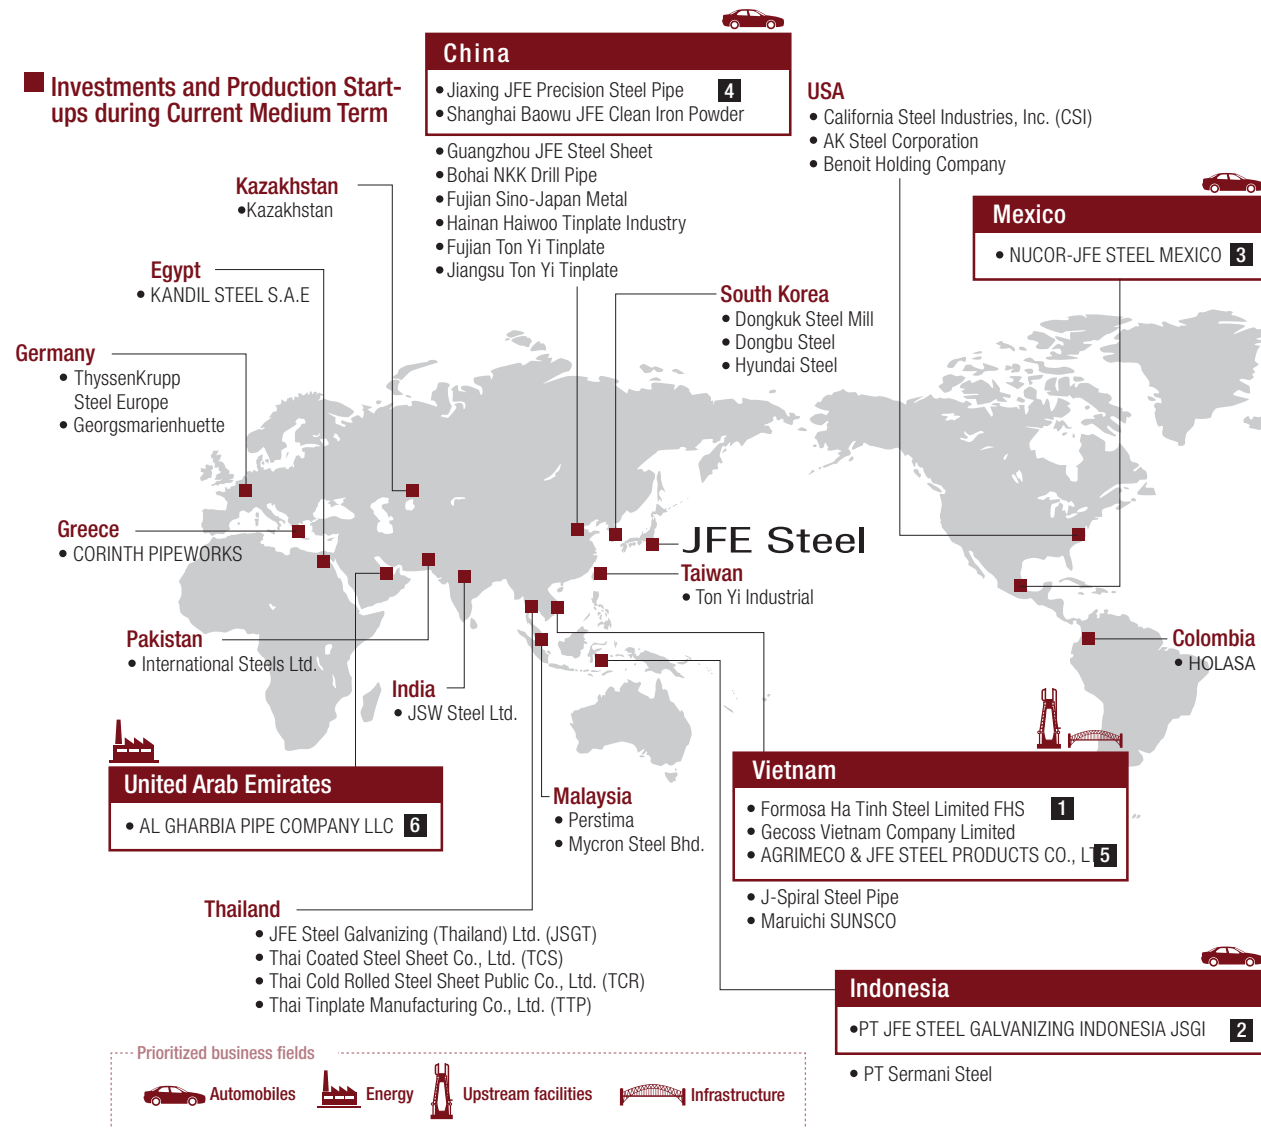 Investments and Production Start-
ups during Current Medium Term
China
• Jiaxing JFE Precision Steel Pipe 4
• Shanghai Baowu JFE Clean Iron Powder
• Guangzhou JFE Steel Sheet
• Bohai NKK Drill Pipe
• Fujian Sino-Japan Metal
• Hainan Haiwoo Tinplate Industry
• Fujian Ton Yi Tinplate
• Jiangsu Ton Yi Tinplate
USA
• California Steel Industries, Inc. (CSI)
• AK Steel Corporation
• Benoit Holding Company
Mexico
• NUCOR-JFE STEEL MEXICO 3
Kazakhstan
• Kazakhstan
Egypt
• KANDIL STEEL S.A.E
South Korea
• Dongkuk Steel Mill
• Dongbu Steel
• Hyundai Steel
Germany
• ThyssenKrupp
Steel Europe
• Georgsmarienhuette
Greece
• CORINTH PIPEWORKS
JFE Steel
Taiwan
• Ton Yi Industrial
Pakistan
• International Steels Ltd.
India
• JSW Steel Ltd.
Colombia
• HOLASA
United Arab Emirates
• AL GHARBIA PIPE COMPANY LLC 6
Malaysia
• Perstima
• Mycron Steel Bhd.
Vietnam
• Formosa Ha Tinh Steel Limited FHS 1
• Gecoss Vietnam Company Limited
• AGRIMECO & JFE STEEL PRODUCTS CO., LT 5
• J-Spiral Steel Pipe
• Maruichi SUNSCO
Thailand
• JFE Steel Galvanizing (Thailand) Ltd. (JSGT)
• Thai Coated Steel Sheet Co., Ltd. (TCS)
• Thai Cold Rolled Steel Sheet Public Co., Ltd. (TCR)
• Thai Tinplate Manufacturing Co., Ltd. (TTP)
Indonesia
• PT JFE STEEL GALVANIZING INDONESIA JSGI 2
• PT Sermani Steel
Prioritized business fields
Automobiles Energy Upstream facilities Infrastructure